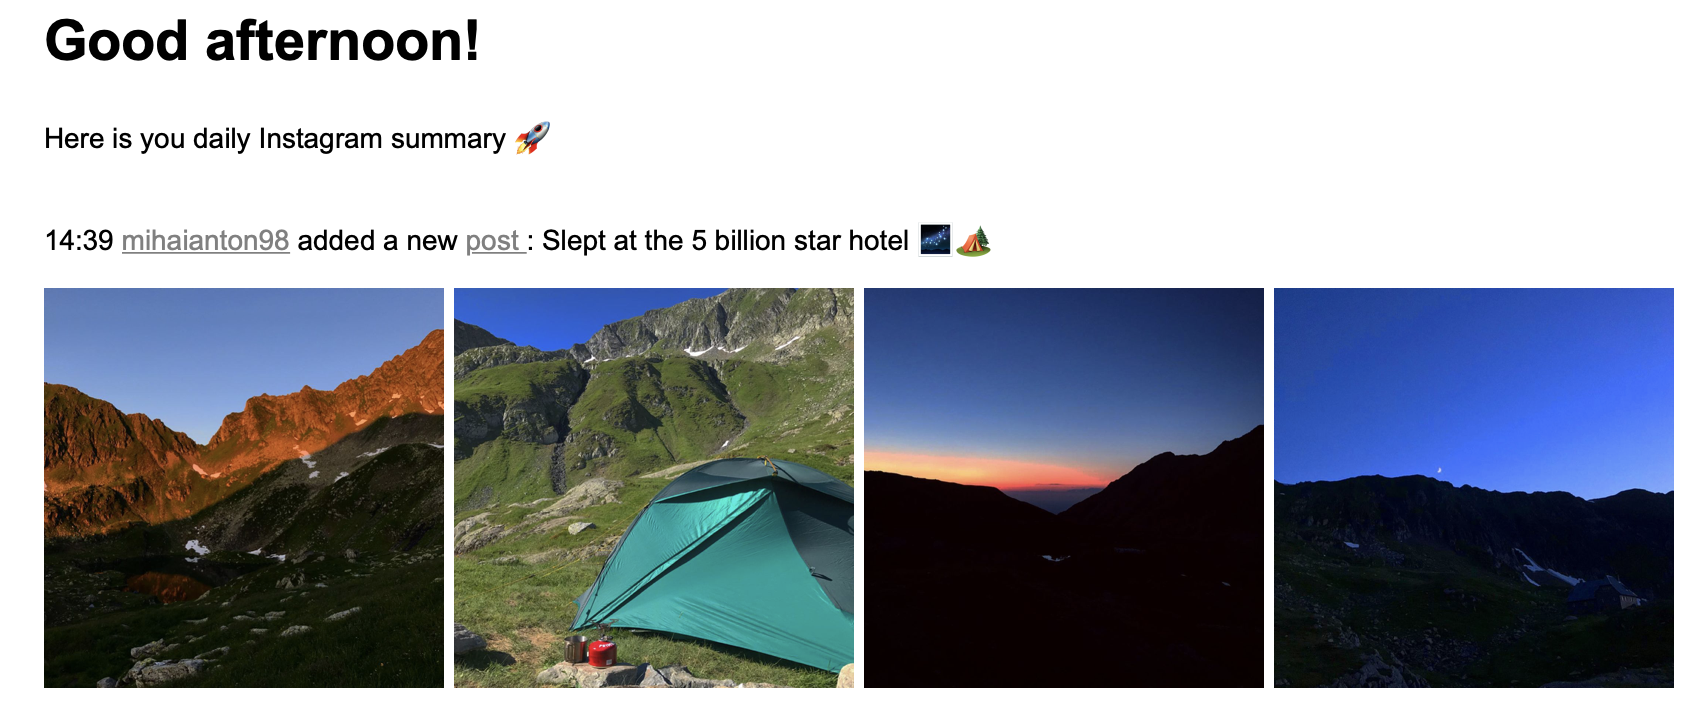 Good afternoon!
Here is you daily Instagram summary 🚀
14:39 mihaianton98 added a new post : Slept at the 5 billion star hotel 🌌🏕️